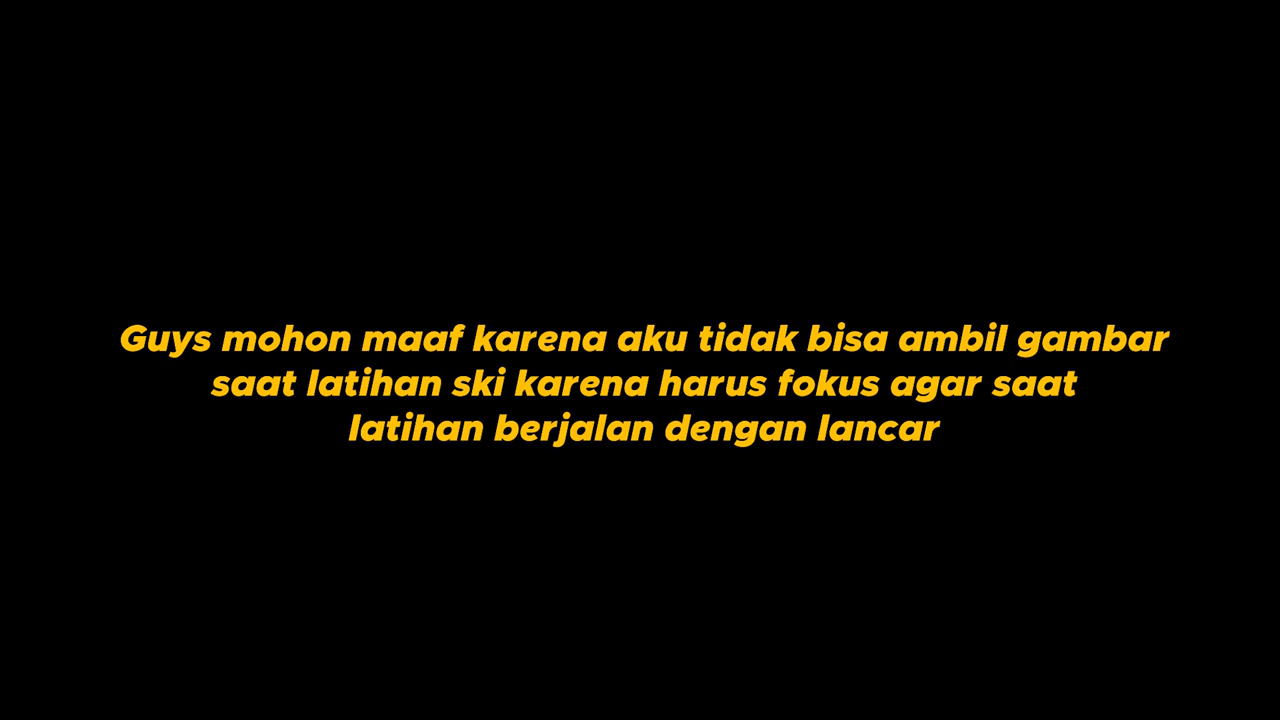 Guys mohon maaf karena aku tidak bisa ambil gambar
saat latihan ski karena harus fokus agar saat
latihan berjalan dengan lancar